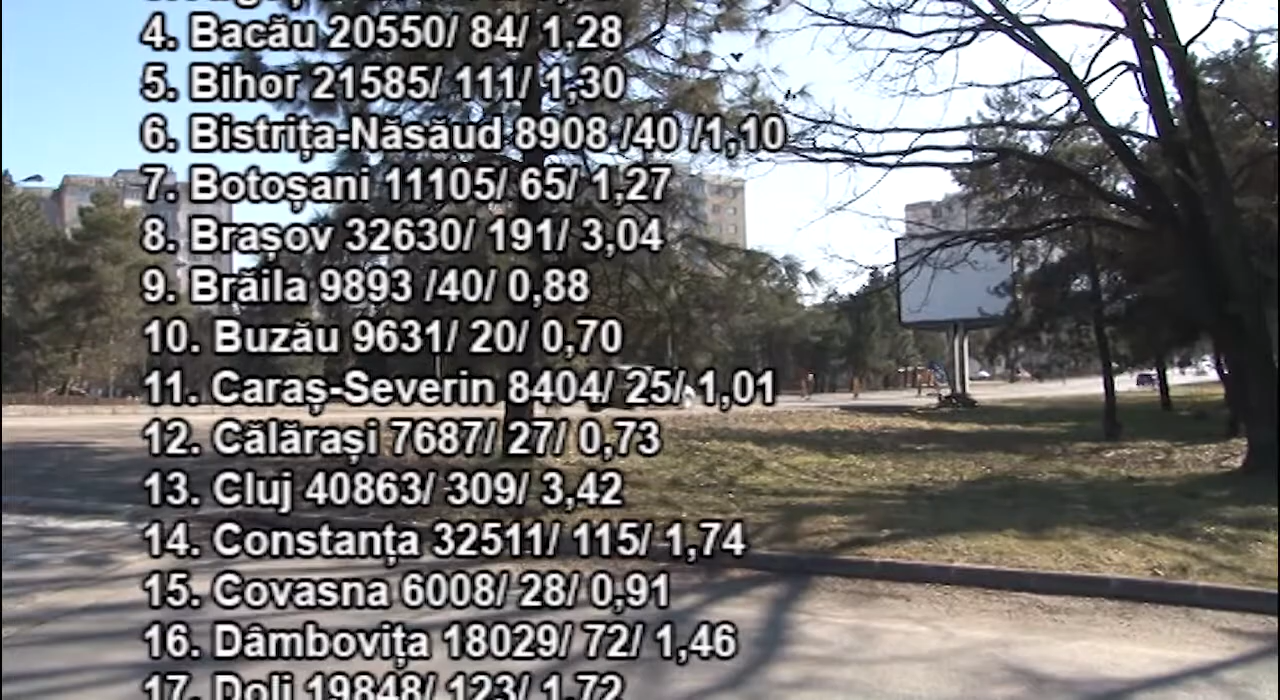 4. Bacău 20550/ 84/ 1,28
5. Bihor 21585/ 111/ 1,30
6. Bistrița-Năsăud 8908 /40 /1,10
7. Botoșani 11105/ 65/ 1,27
8. Brașov 32630/ 191/ 3,04
9. Brăila 9893 /40/ 0,88
10. Buzău 9631/ 20/ 0,70
11. Caraș-Severin 8404/ 25/ 1,01
12. Călărași 7687/ 27/ 0,73
13. Cluj 40863/ 309/ 3,42
14. Constanța 32511/ 115/ 1,74
15. Covasna 6008/ 28/ 0,91
16. Dâmbovița 18029/ 72/ 1,46
17. Dolj 19848/ 123/ 1,72